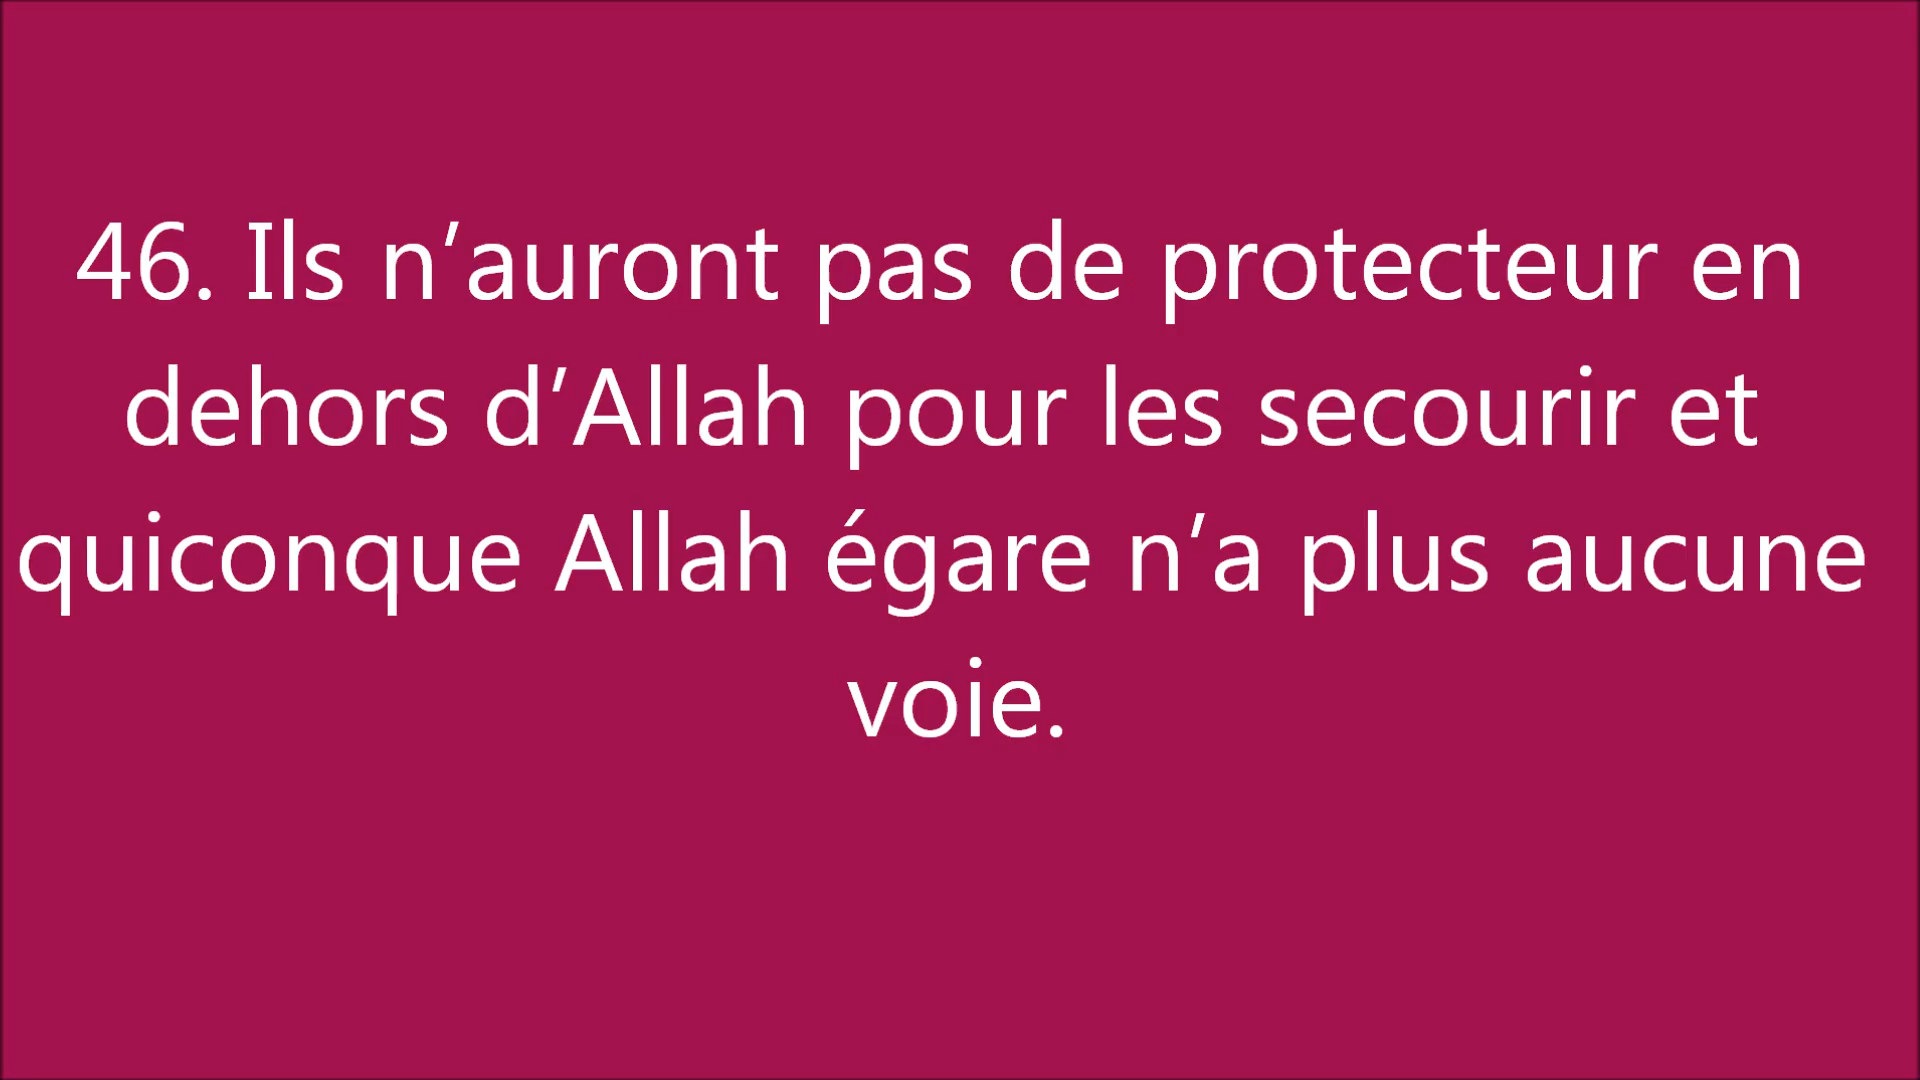 46. Ils n’auront pas de protecteur en
dehors d’Allah pour les secourir et
quiconque Allah égare n’a plus aucune
voie.